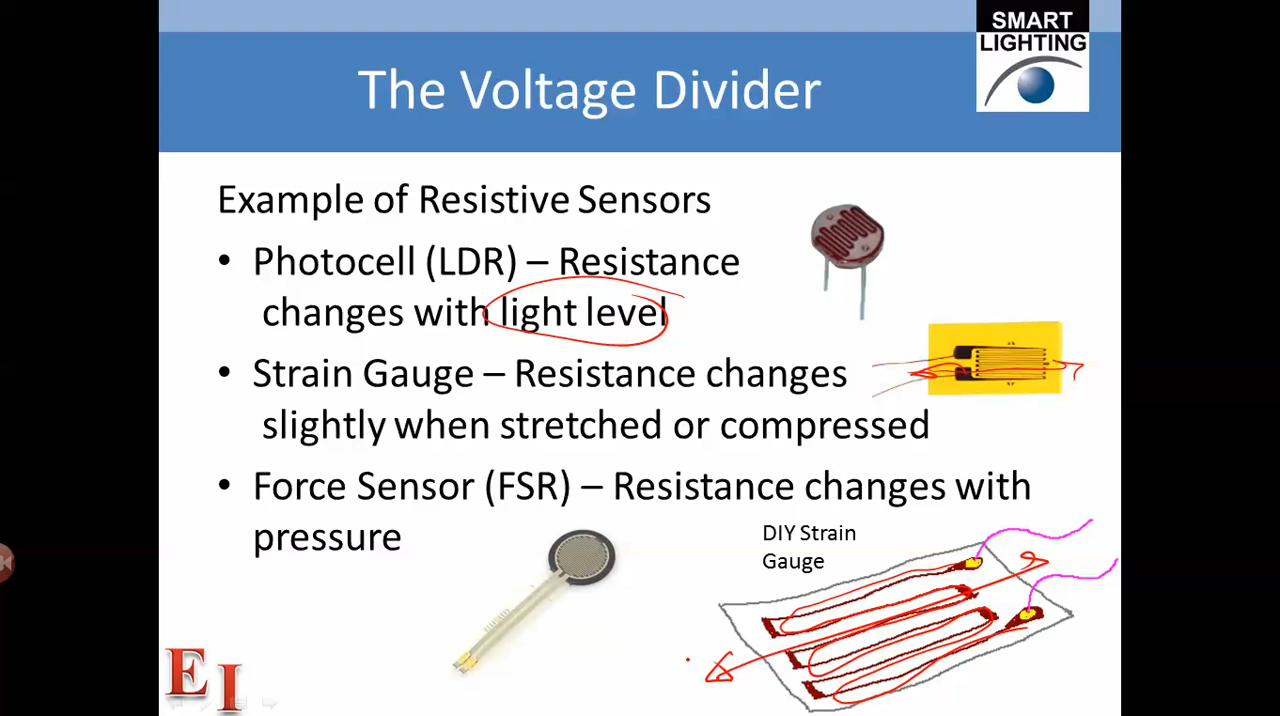 SMART
LIGHTING
The Voltage Divider
Example of Resistive Sensors
• Photocell (LDR) – Resistance
changes with light level
• Strain Gauge – Resistance changes
slightly when stretched or compressed
• Force Sensor (FSR) – Resistance changes with
pressure
DIY Strain
Gauge
EI